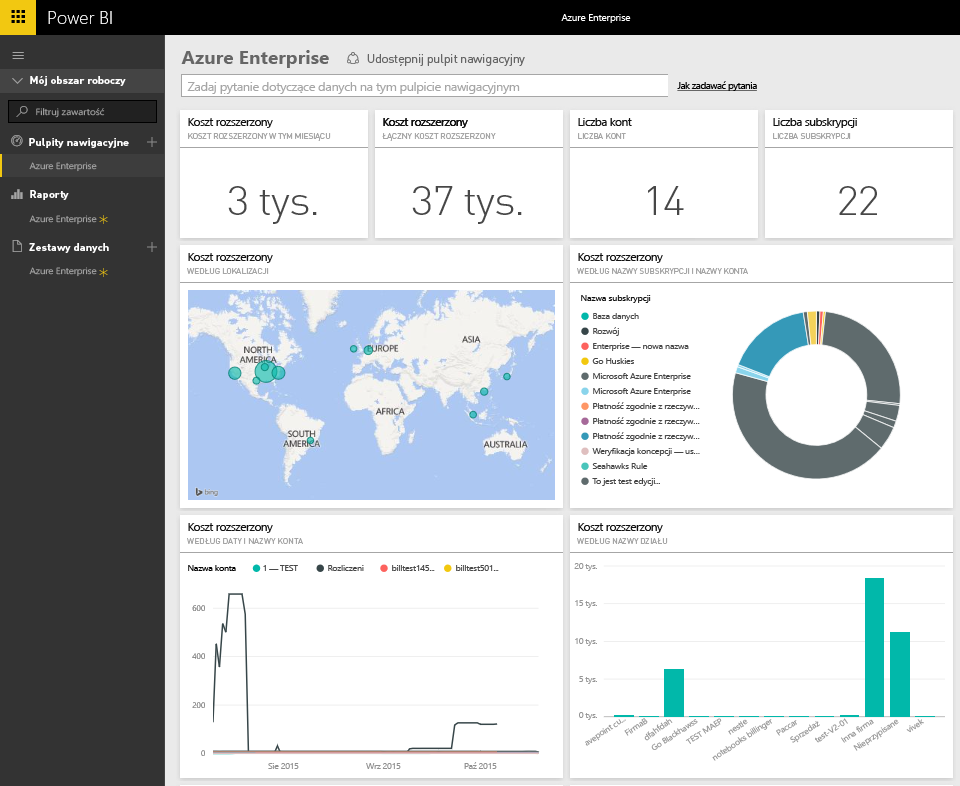 Power BI
Azure Enterprise
Mój obszar roboczy
Filtruj zawartość
Pulpity nawigacyjne
Azure Enterprise
Raporty
Azure Enterprise
Zestawy danych
Azure Enterprise
Azure Enterprise
Udostępnij pulpit nawigacyjny
Zadaj pytanie dotyczące danych na tym pulpicie nawigacyjnym
Jak zadawać pytania
Koszt rozszerzony
KOSZT ROZSZERZONY W TYM MIESIĄCU
3 tys.
Koszt rozszerzony
ŁĄCZNY KOSZT ROZSZERZONY
37 tys.
Liczba kont
LICZBA KONT
14
Liczba subskrypcji
LICZBA SUBSKRYPCJI
22
Koszt rozszerzony
WEDŁUG LOKALIZACJI
NORTH
AMERICA
EUROPE
ASIA
AFRICA
SOUTH
AMERICA
AUSTRALIA
bing
Koszt rozszerzony
WEDŁUG NAZWY SUBSKRYPCJI I NAZWY KONTA
Nazwa subskrypcji
Baza danych
Rozwój
Enterprise — nowa nazwa
Go Huskies
Microsoft Azure Enterprise
Microsoft Azure Enterprise
Płatność zgodnie z rzeczyw...
Płatność zgodnie z rzeczyw...
Płatność zgodnie z rzeczyw...
Weryfikacja koncepcji — us...
Seahawks Rule
To jest test edycji...
Koszt rozszerzony
WEDŁUG DATY I NAZWY KONTA
Nazwa konta 1 — TEST Rozliczeni billtest145... billtest501...
600
400
200
0
Sie 2015 Wrz 2015 Paź 2015
Koszt rozszerzony
WEDŁUG NAZWY DZIAŁU
20 tys.
15 tys.
10 tys.
5 tys.
0 tys.
avepoint cu...
FirmaB
dfahfdah
Go Blackhawks
TEST MAEP
nestle
notebooks billinger
Paccar
Sprzedaż
test-V2-01
Inna firma
Nieprzypisane
vivek